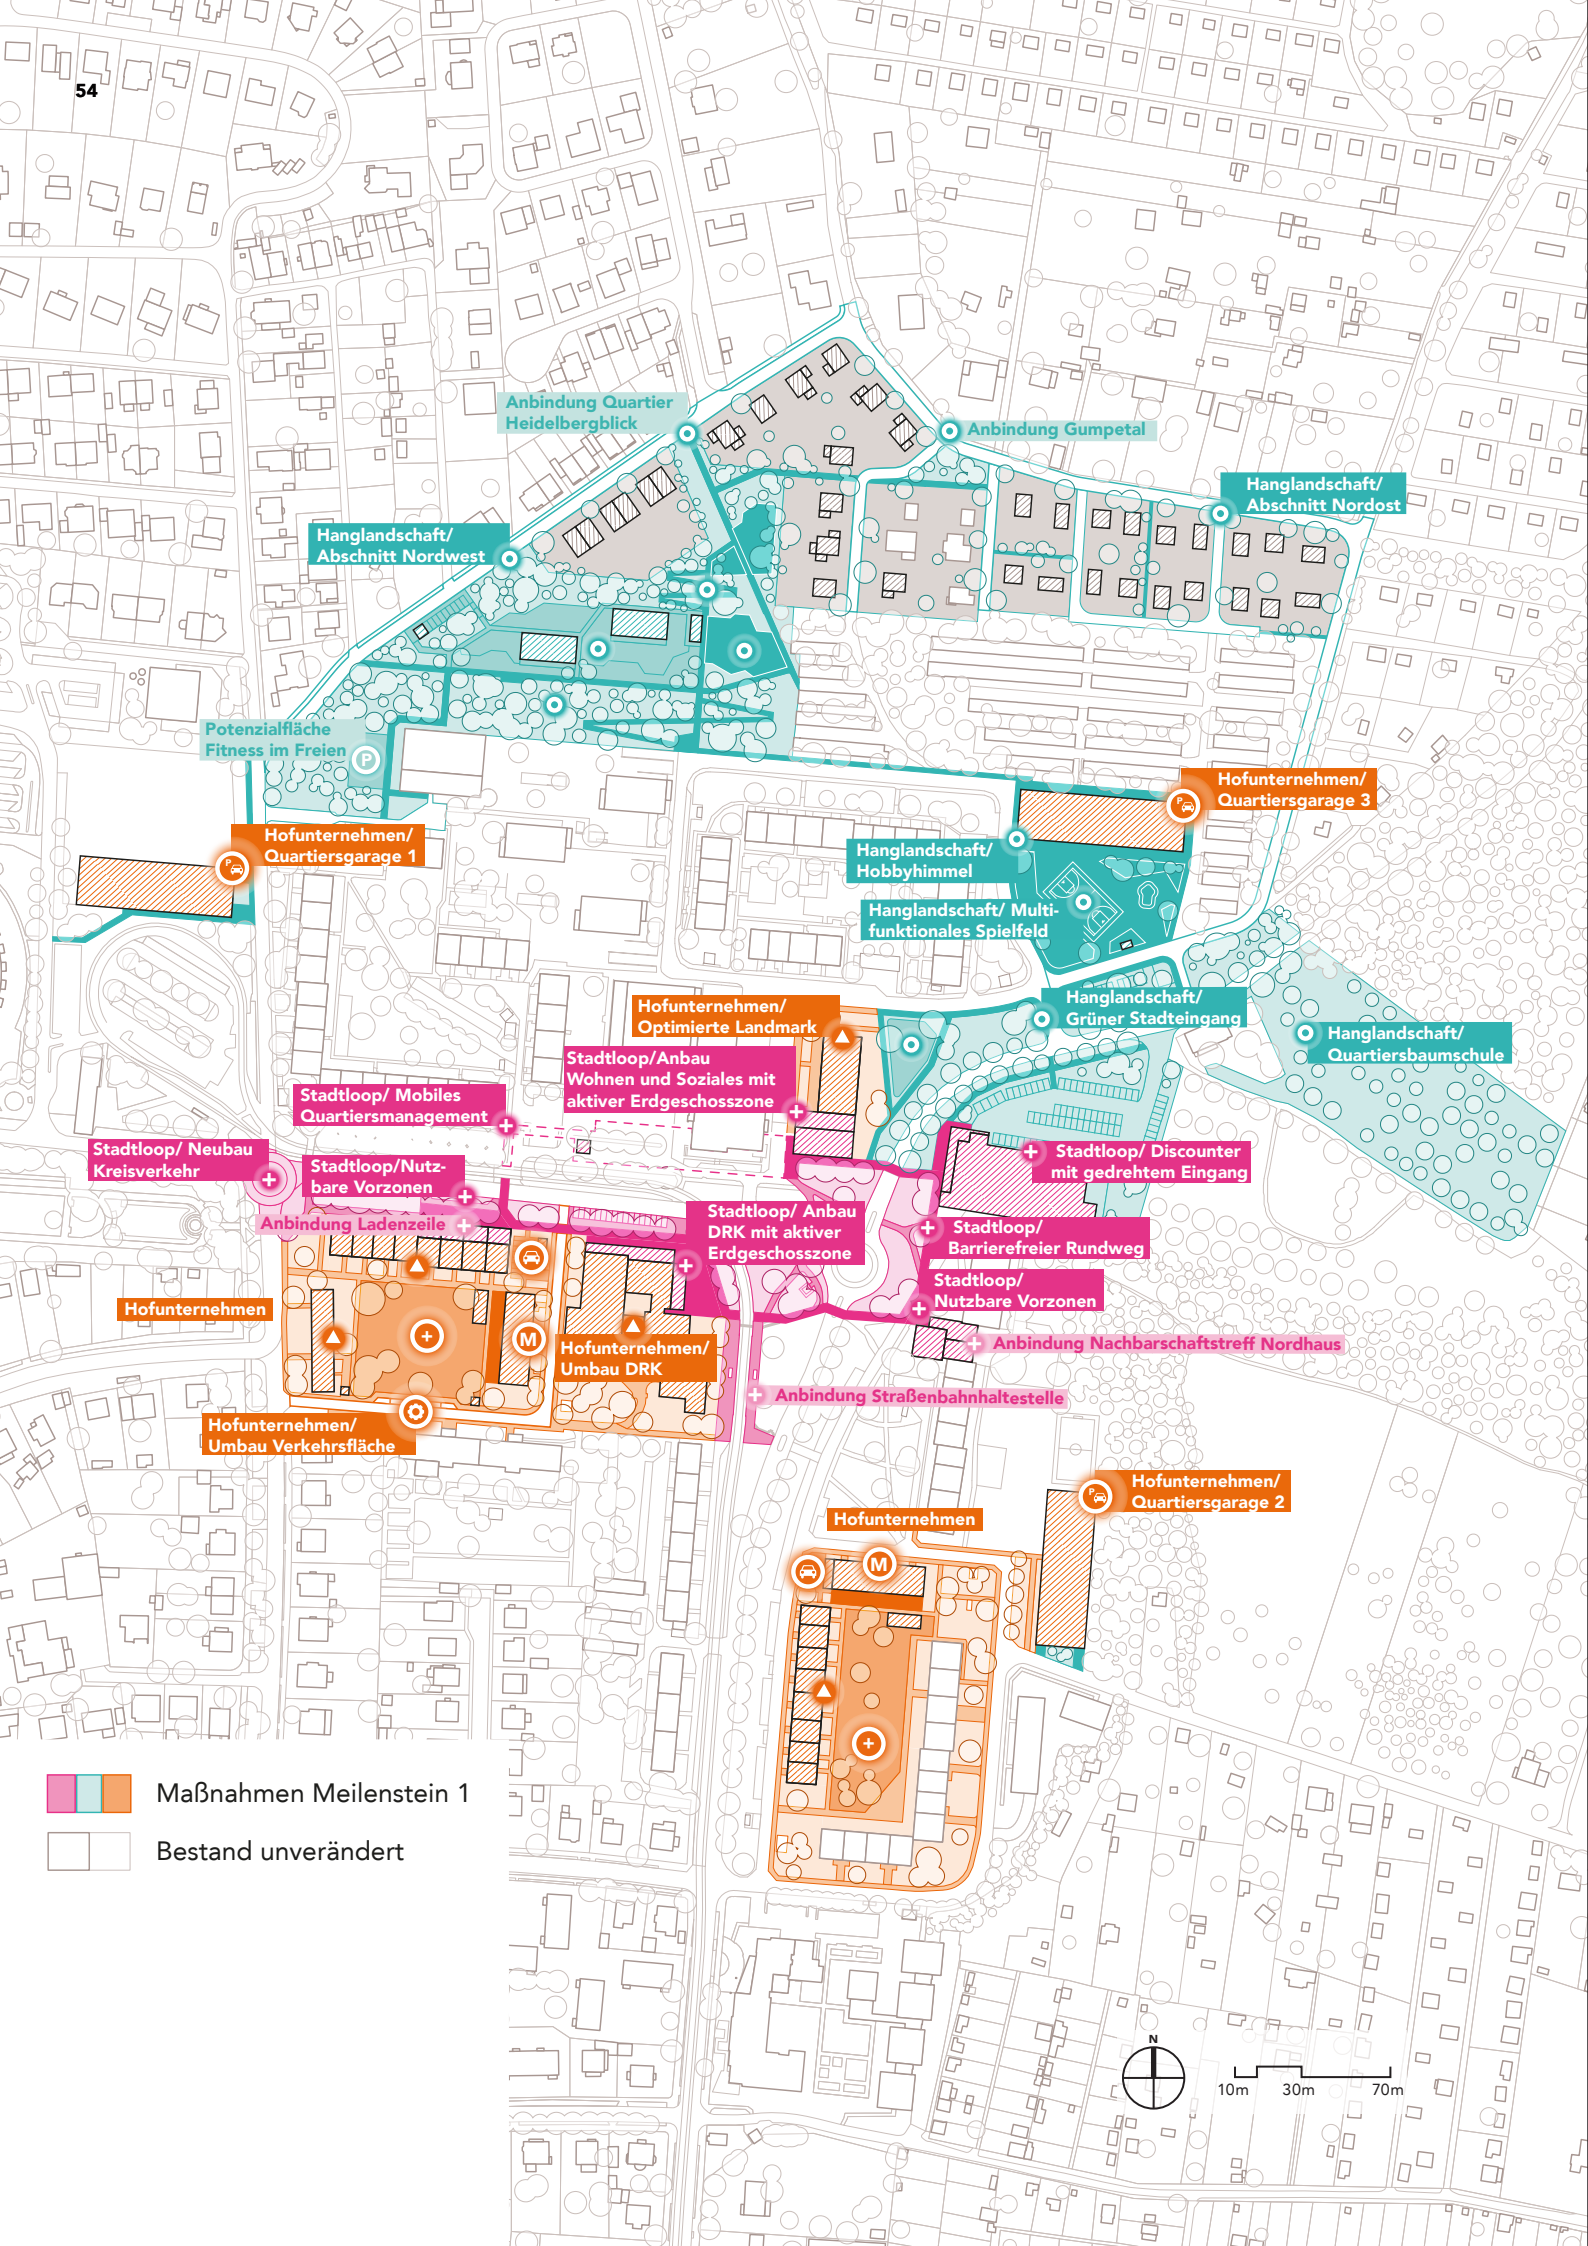 54
Anbindung Quartier
Heidelbergblick
Anbindung Gumpetal
Hanglandschaft/
Abschnitt Nordost
Hanglandschaft/
Abschnitt Nordwest
Potenzialfläche
Fitness im Freien
P
Hofunternehmen/
Quartiersgarage 3
P
Hofunternehmen/
Quartiersgarage 1
P
Hanglandschaft/
Hobbyhimmel
Hanglandschaft/ Multi-
funktionales Spielfeld
Hofunternehmen/
Optimierte Landmark
Hanglandschaft/
Grüner Stadteingang
Hanglandschaft/
Quartiersbaumschule
Stadtloop/Anbau
Wohnen und Soziales mit
aktiver Erdgeschosszone
Stadtloop/ Mobiles
Quartiersmanagement
Stadtloop/ Neubau
Kreisverkehr
Stadtloop/Nutz-
bare Vorzonen
Stadtloop/ Discounter
mit gedrehtem Eingang
Anbindung Ladenzeile
Stadtloop/ Anbau
DRK mit aktiver
Erdgeschosszone
Stadtloop/
Barrierefreier Rundweg
Stadtloop/
Nutzbare Vorzonen
Hofunternehmen
M
Hofunternehmen/
Umbau DRK
Anbindung Nachbarschaftstreff Nordhaus
Anbindung Straßenbahnhaltestelle
Hofunternehmen/
Umbau Verkehrsfläche
Hofunternehmen/
Quartiersgarage 2
P
Hofunternehmen
M
Maßnahmen Meilenstein 1
Bestand unverändert
N
10m 30m 70m